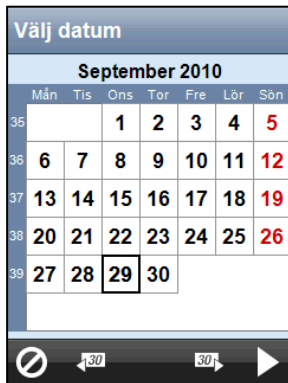 Välj datum
September 2010
Mån Tis Ons Tor Fre Lör Sön
35 1 2 3 4 5
36 6 7 8 9 10 11 12
37 13 14 15 16 17 18 19
38 20 21 22 23 24 25 26
39 27 28 29 30
30 30